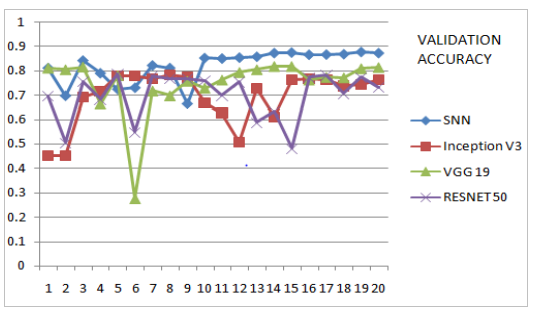 1
0.9
0.8
0.7
0.6
0.5
0.4
0.3
0.2
0.1
0
1 2 3 4 5 6 7 8 9 10 11 12 13 14 15 16 17 18 19 20
VALIDATION
ACCURACY
SNN
Inception V3
VGG 19
RESNET50